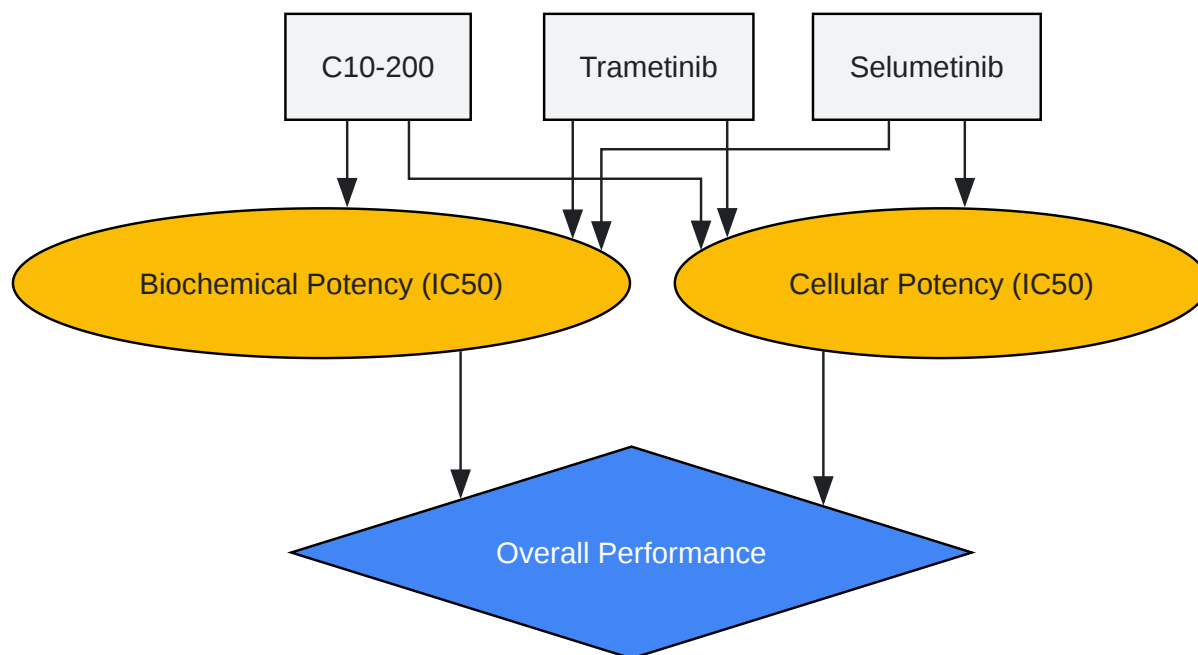 C10-200
Trametinib
Selumetinib
Biochemical Potency (IC50)
Cellular Potency (IC50)
Overall Performance